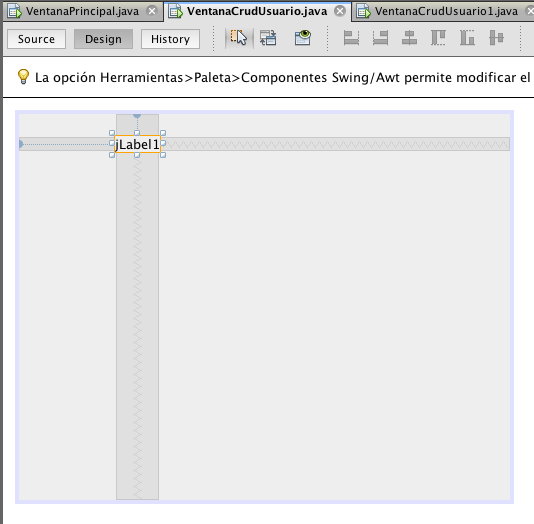 VentanaPrincipal.java VentanaCrudUsuario.java VentanaCrudUsuario1.java
Source Design History
La opción Herramientas>Paleta>Componentes Swing/Awt permite modificar el
jLabel1